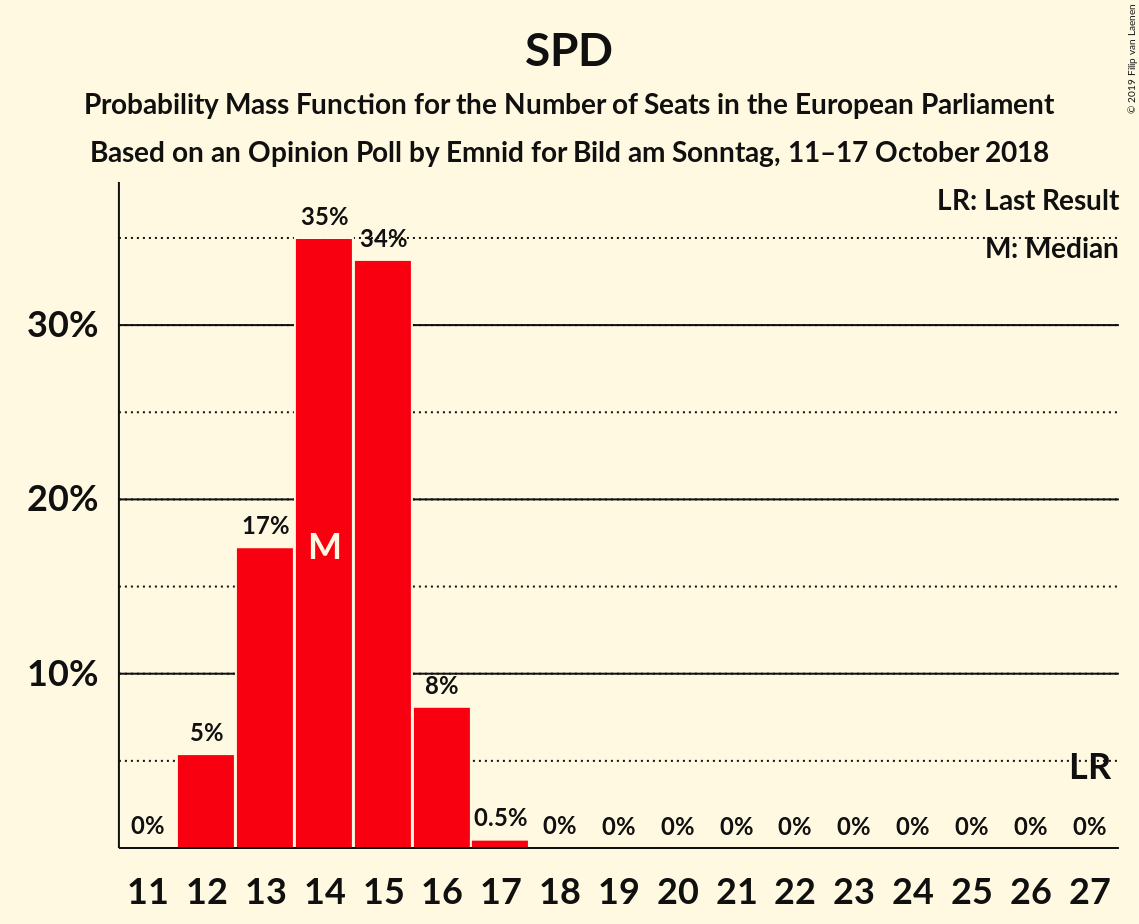 SPD
Probability Mass Function for the Number of Seats in the European Parliament
Based on an Opinion Poll by Emnid for Bild am Sonntag, 11–17 October 2018
© 2019 Filip van Laenen
LR: Last Result
M: Median
35%
34%
30%
20%
17%
M
10%
8%
5%
LR
0%
0.5%
0%
0%
0%
0%
0%
0%
0%
0%
0%
0%
11 12 13 14 15 16 17 18 19 20 21 22 23 24 25 26 27